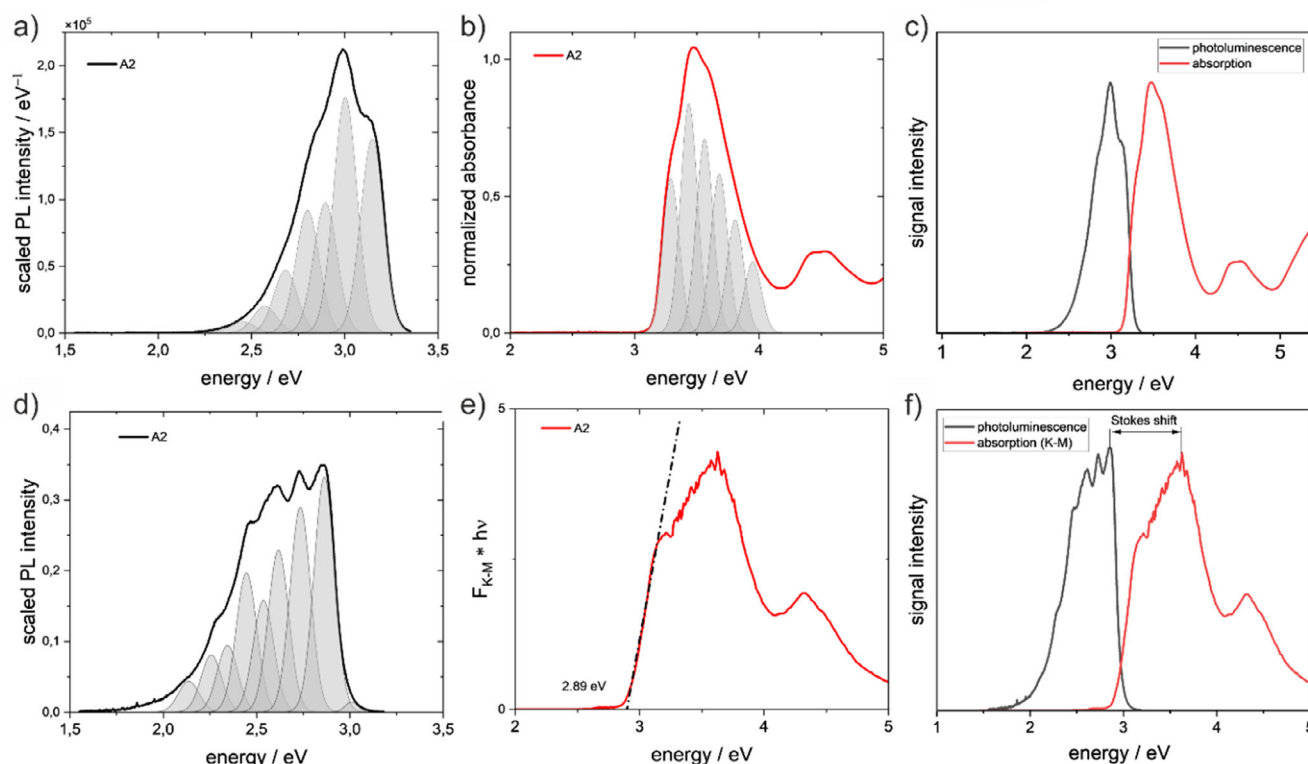 a)
×10⁵
2,0
1,5
1,0
0,5
0,0
1,5 2,0 2,5 3,0 3,5
scaled PL intensity / eV⁻¹
energy / eV
A2
b)
1,0
0,5
0,0
2 3 4 5
normalized absorbance
energy / eV
A2
c)
photoluminescence
absorption
signal intensity
1 2 3 4 5
energy / eV
d)
0,4
0,3
0,2
0,1
0,0
1,5 2,0 2,5 3,0 3,5
scaled PL intensity
energy / eV
A2
e)
5
0
2 3 4 5
F_K-M * hν
energy / eV
A2
2.89 eV
f)
photoluminescence
absorption (K-M)
Stokes shift
signal intensity
1 2 3 4 5
energy / eV